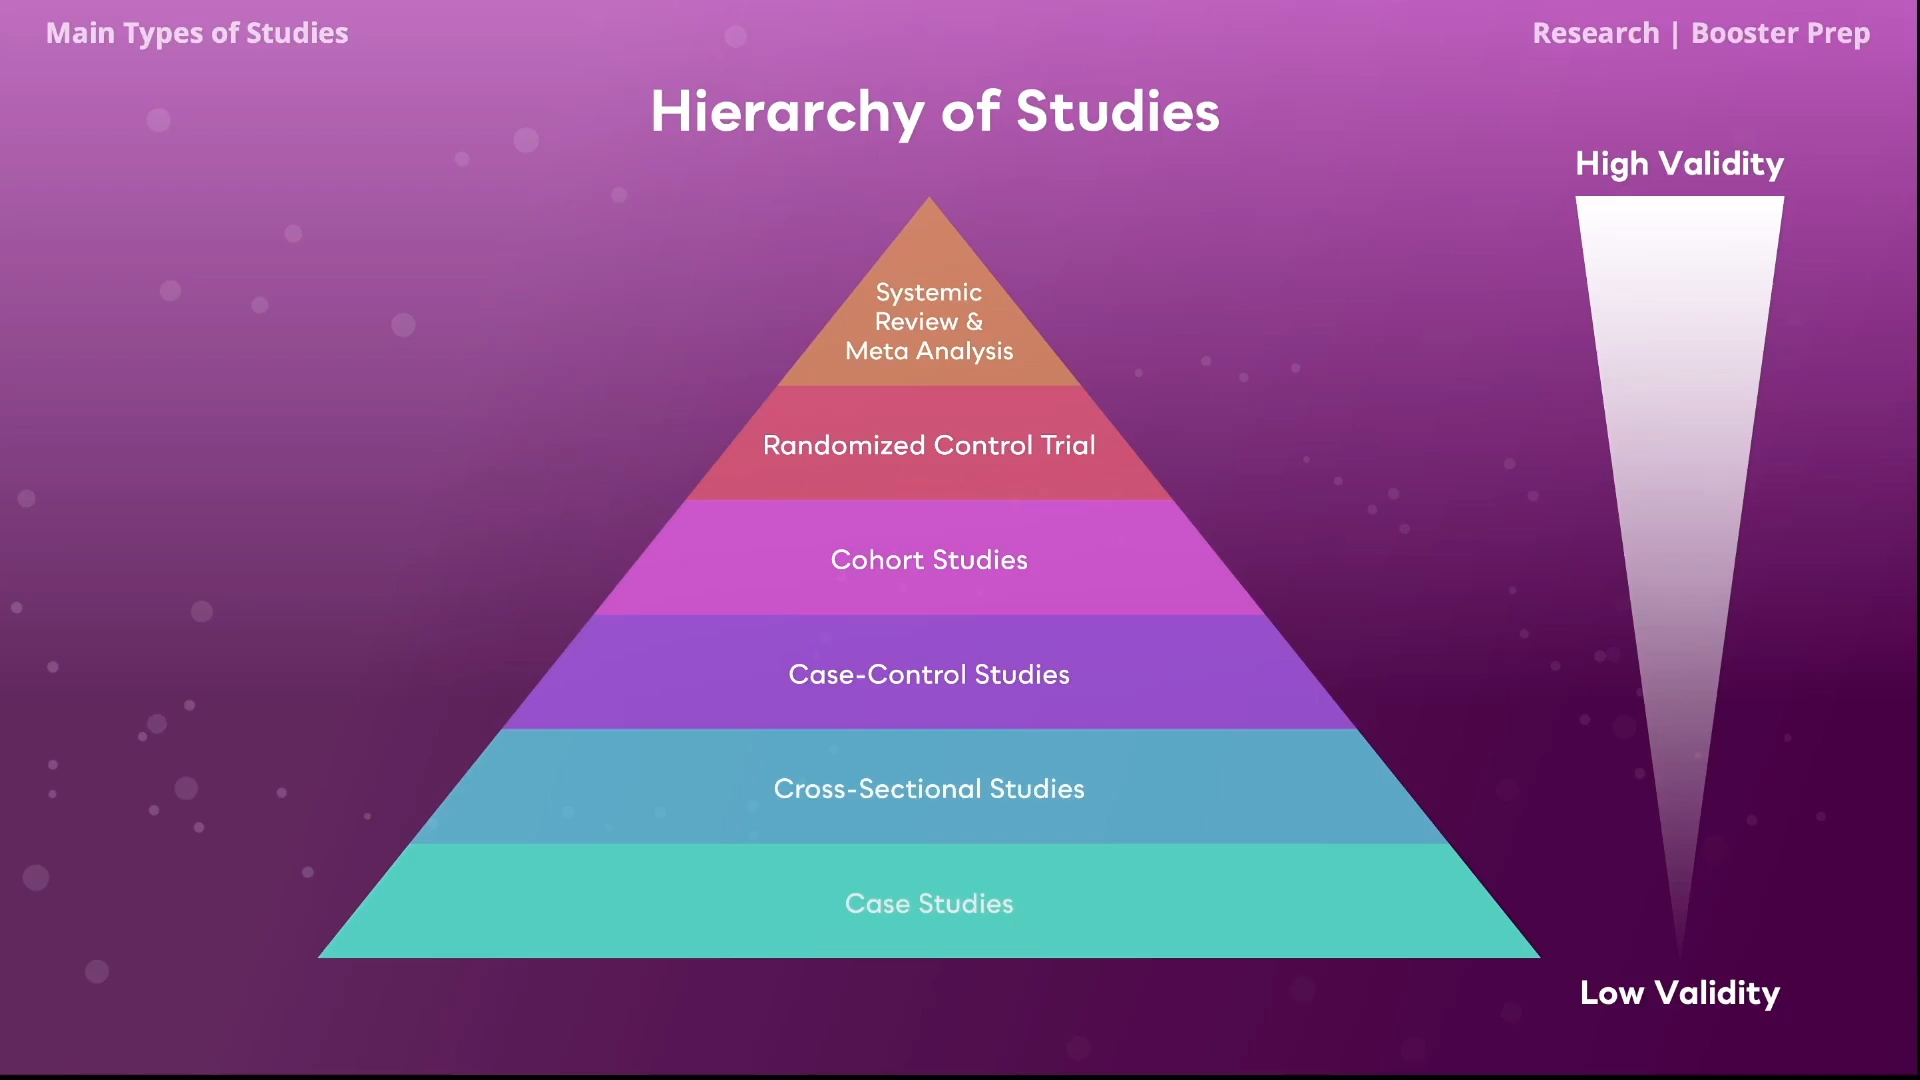 Main Types of Studies
Research | Booster Prep
Hierarchy of Studies
High Validity
Systemic
Review &
Meta Analysis
Randomized Control Trial
Cohort Studies
Case-Control Studies
Cross-Sectional Studies
Case Studies
Low Validity